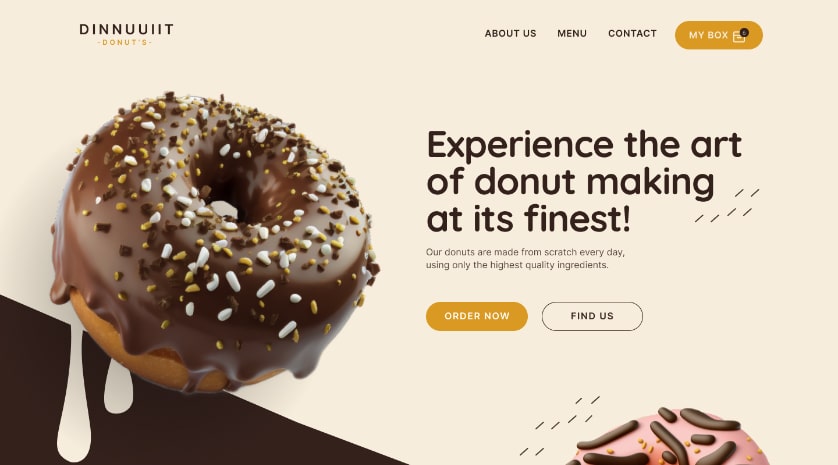 DINNUUIIT
-DONUT'S-
ABOUT US
MENU
CONTACT
MY BOX
Experience the art
of donut making
at its finest!
Our donuts are made from scratch every day,
using only the highest quality ingredients.
ORDER NOW
FIND US